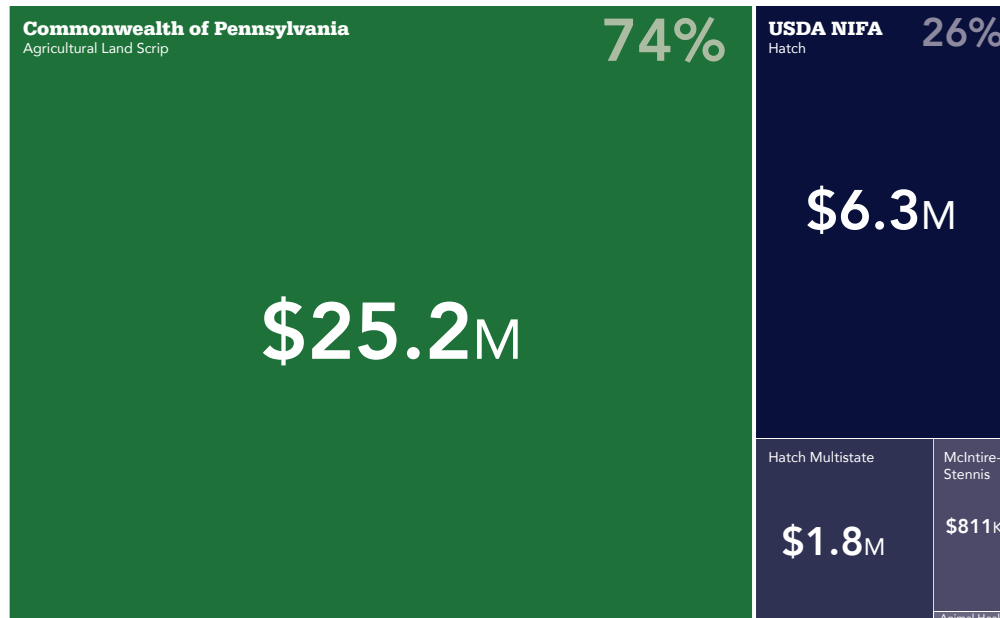 Commonwealth of Pennsylvania
Agricultural Land Scrip
74%
$25.2M
USDA NIFA
Hatch
26%
$6.3M
Hatch Multistate
$1.8M
McIntire-
Stennis
$811K